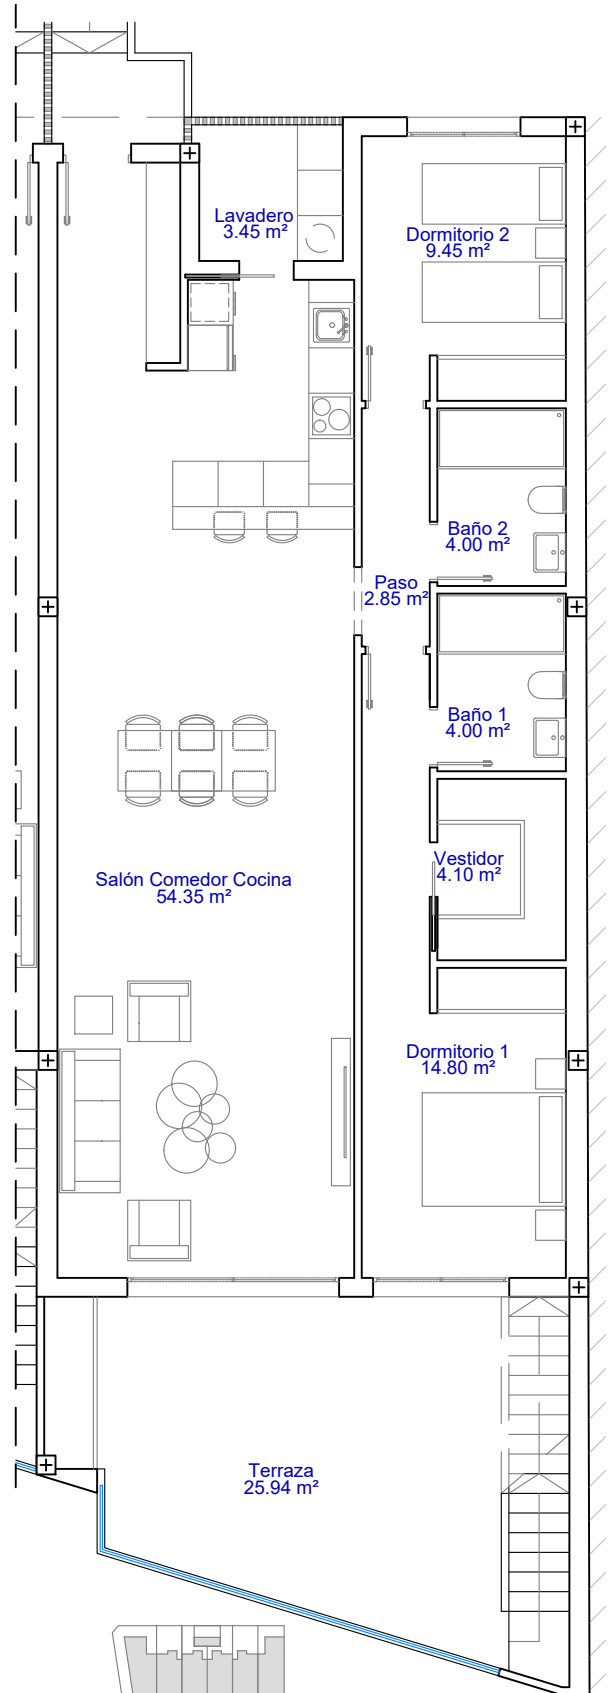 Lavadero
3.45 m²
Dormitorio 2
9.45 m²
Baño 2
4.00 m²
Paso
2.85 m²
Baño 1
4.00 m²
Vestidor
4.10 m²
Salón Comedor Cocina
54.35 m²
Dormitorio 1
14.80 m²
Terraza
25.94 m²